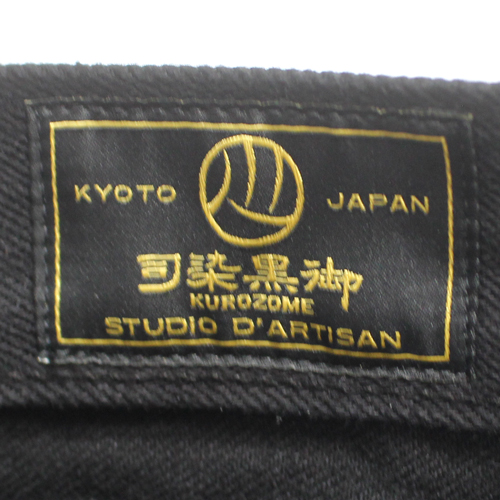 KYOTO JAPAN
司染黒御
KUROZOME
STUDIO D'ARTISAN